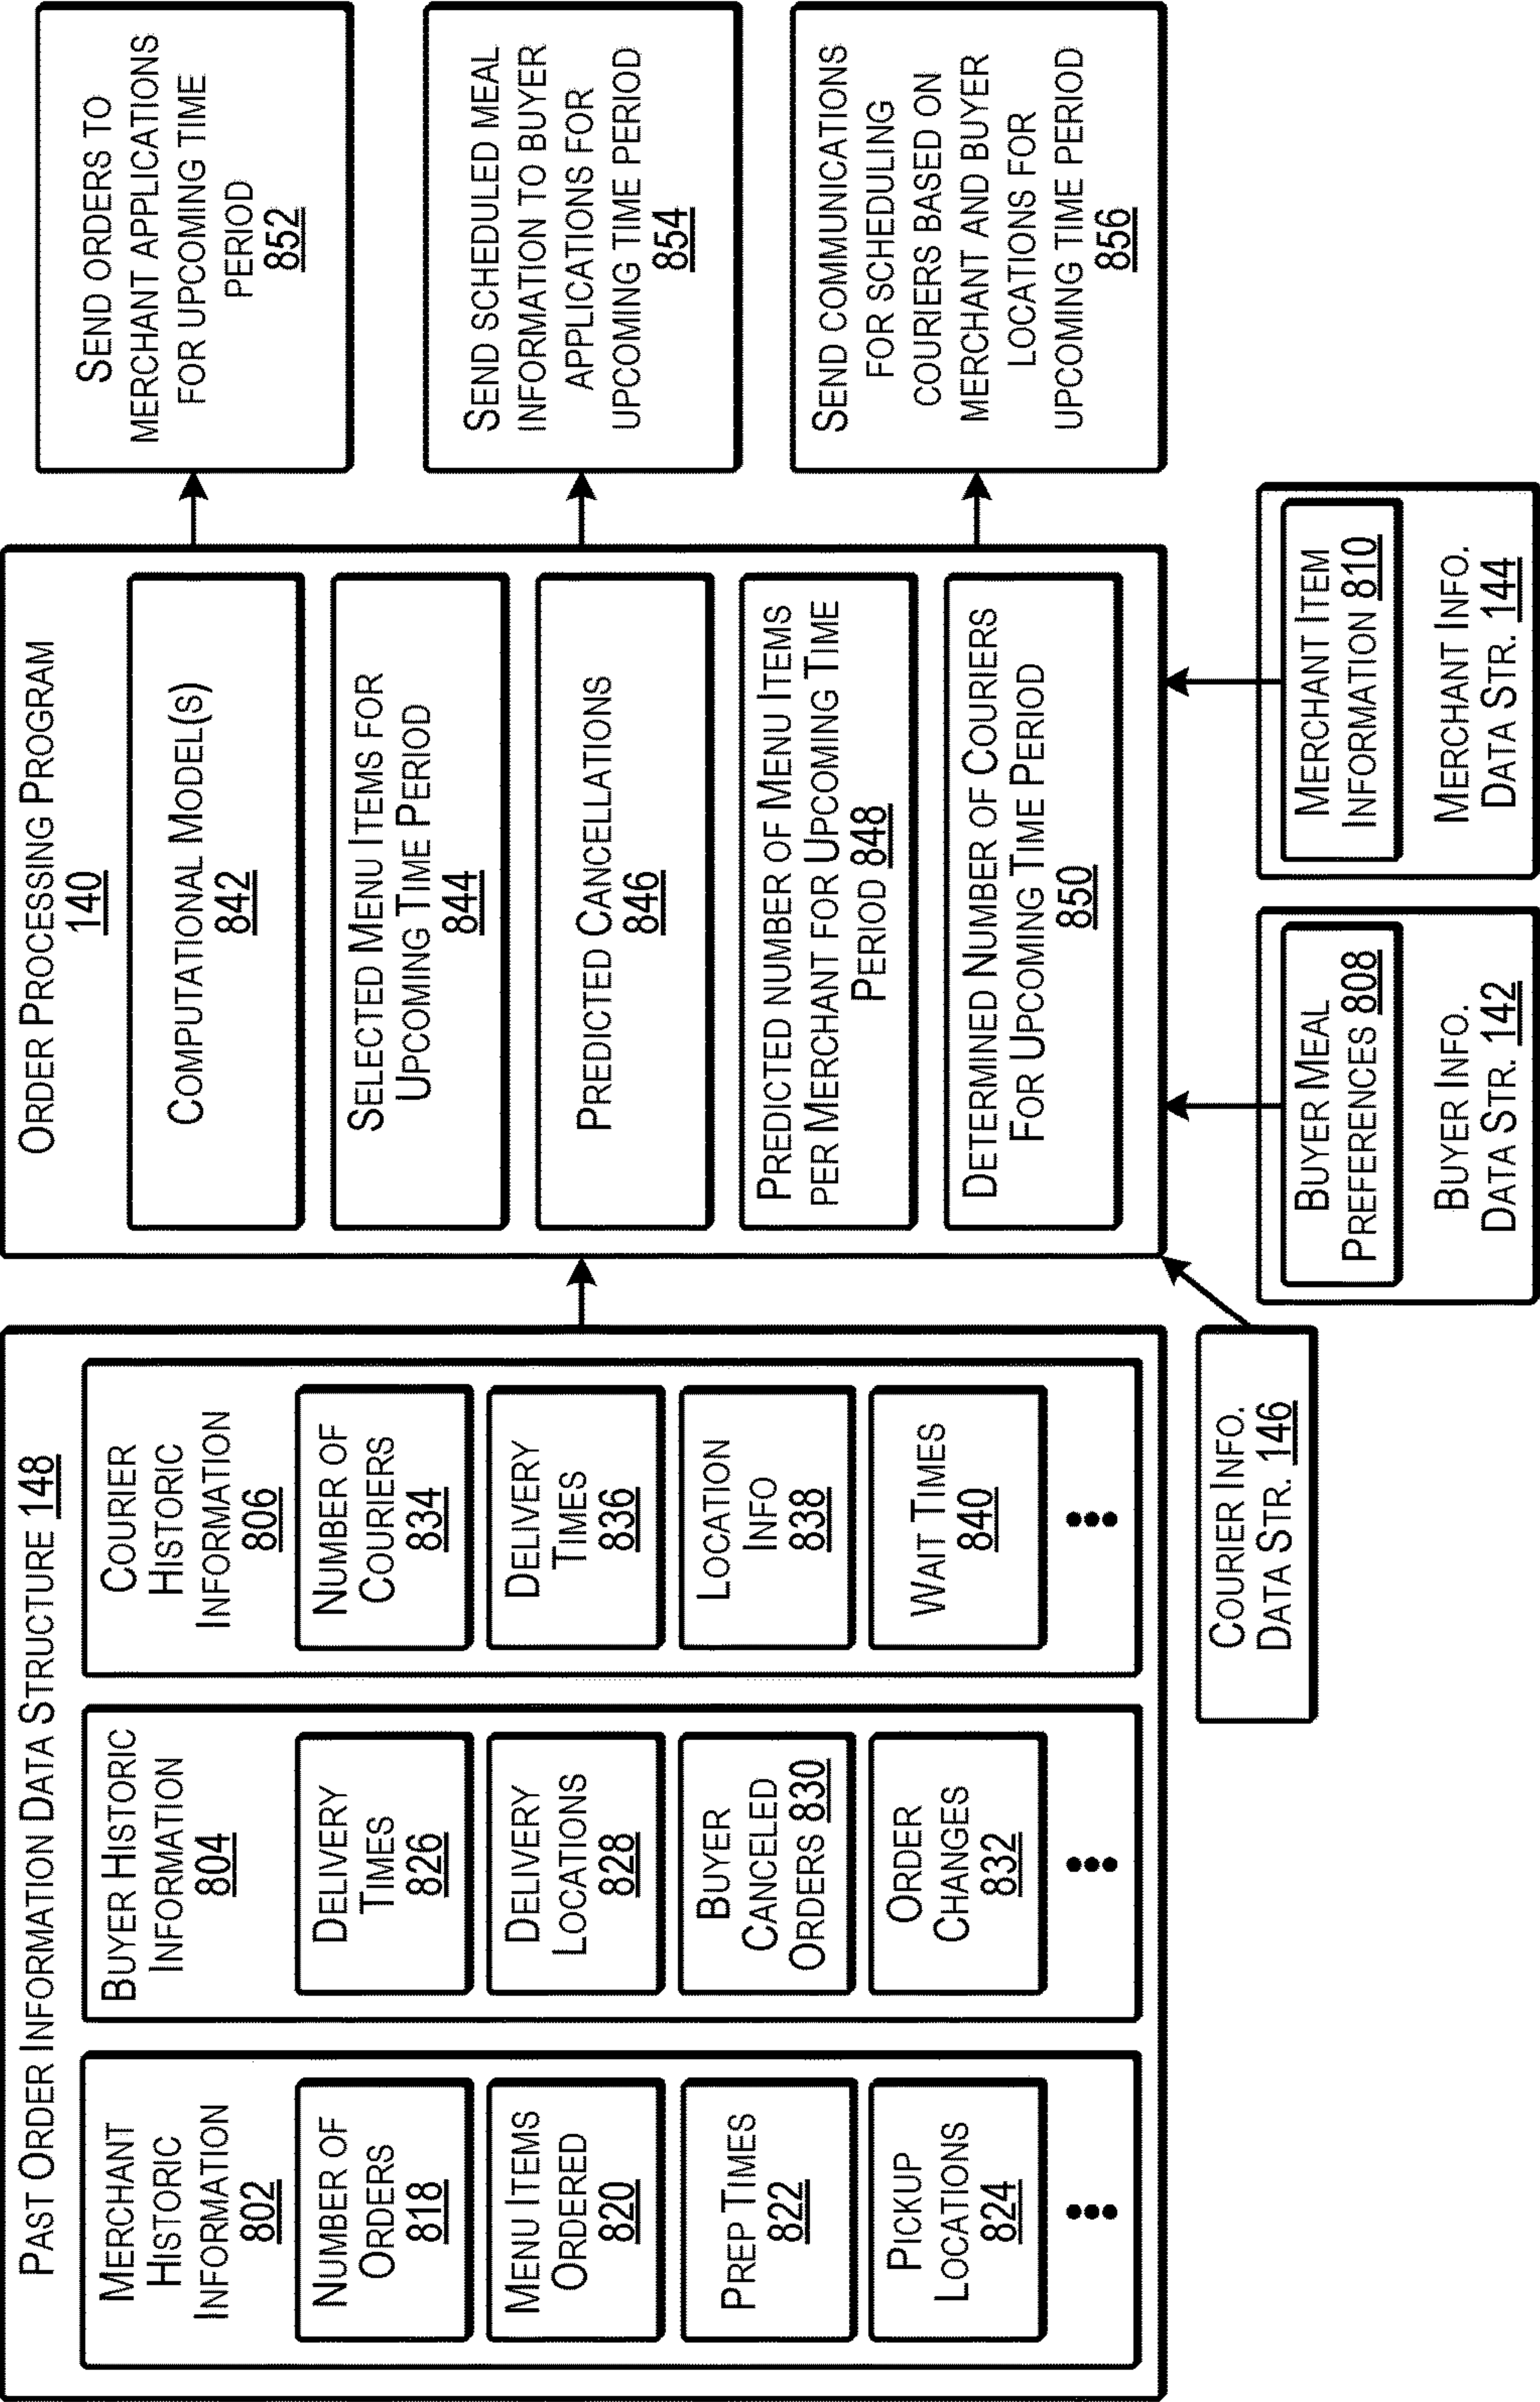 PAST ORDER INFORMATION DATA STRUCTURE 148
MERCHANT
HISTORIC
INFORMATION
802
NUMBER OF
ORDERS
818
MENU ITEMS
ORDERED
820
PREP TIMES
822
PICKUP
LOCATIONS
824
•••
BUYER HISTORIC
INFORMATION
804
DELIVERY
TIMES
826
DELIVERY
LOCATIONS
828
BUYER
CANCELED
ORDERS 830
ORDER
CHANGES
832
•••
COURIER
HISTORIC
INFORMATION
806
NUMBER OF
COURIERS
834
DELIVERY
TIMES
836
LOCATION
INFO
838
WAIT TIMES
840
•••
COURIER INFO.
DATA STR. 146
ORDER PROCESSING PROGRAM
140
COMPUTATIONAL MODEL(S)
842
SELECTED MENU ITEMS FOR
UPCOMING TIME PERIOD
844
PREDICTED CANCELLATIONS
846
PREDICTED NUMBER OF MENU ITEMS
PER MERCHANT FOR UPCOMING TIME
PERIOD 848
DETERMINED NUMBER OF COURIERS
FOR UPCOMING TIME PERIOD
850
BUYER MEAL
PREFERENCES 808
BUYER INFO.
DATA STR. 142
MERCHANT ITEM
INFORMATION 810
MERCHANT INFO.
DATA STR. 144
SEND ORDERS TO
MERCHANT APPLICATIONS
FOR UPCOMING TIME
PERIOD
852
SEND SCHEDULED MEAL
INFORMATION TO BUYER
APPLICATIONS FOR
UPCOMING TIME PERIOD
854
SEND COMMUNICATIONS
FOR SCHEDULING
COURIERS BASED ON
MERCHANT AND BUYER
LOCATIONS FOR
UPCOMING TIME PERIOD
856